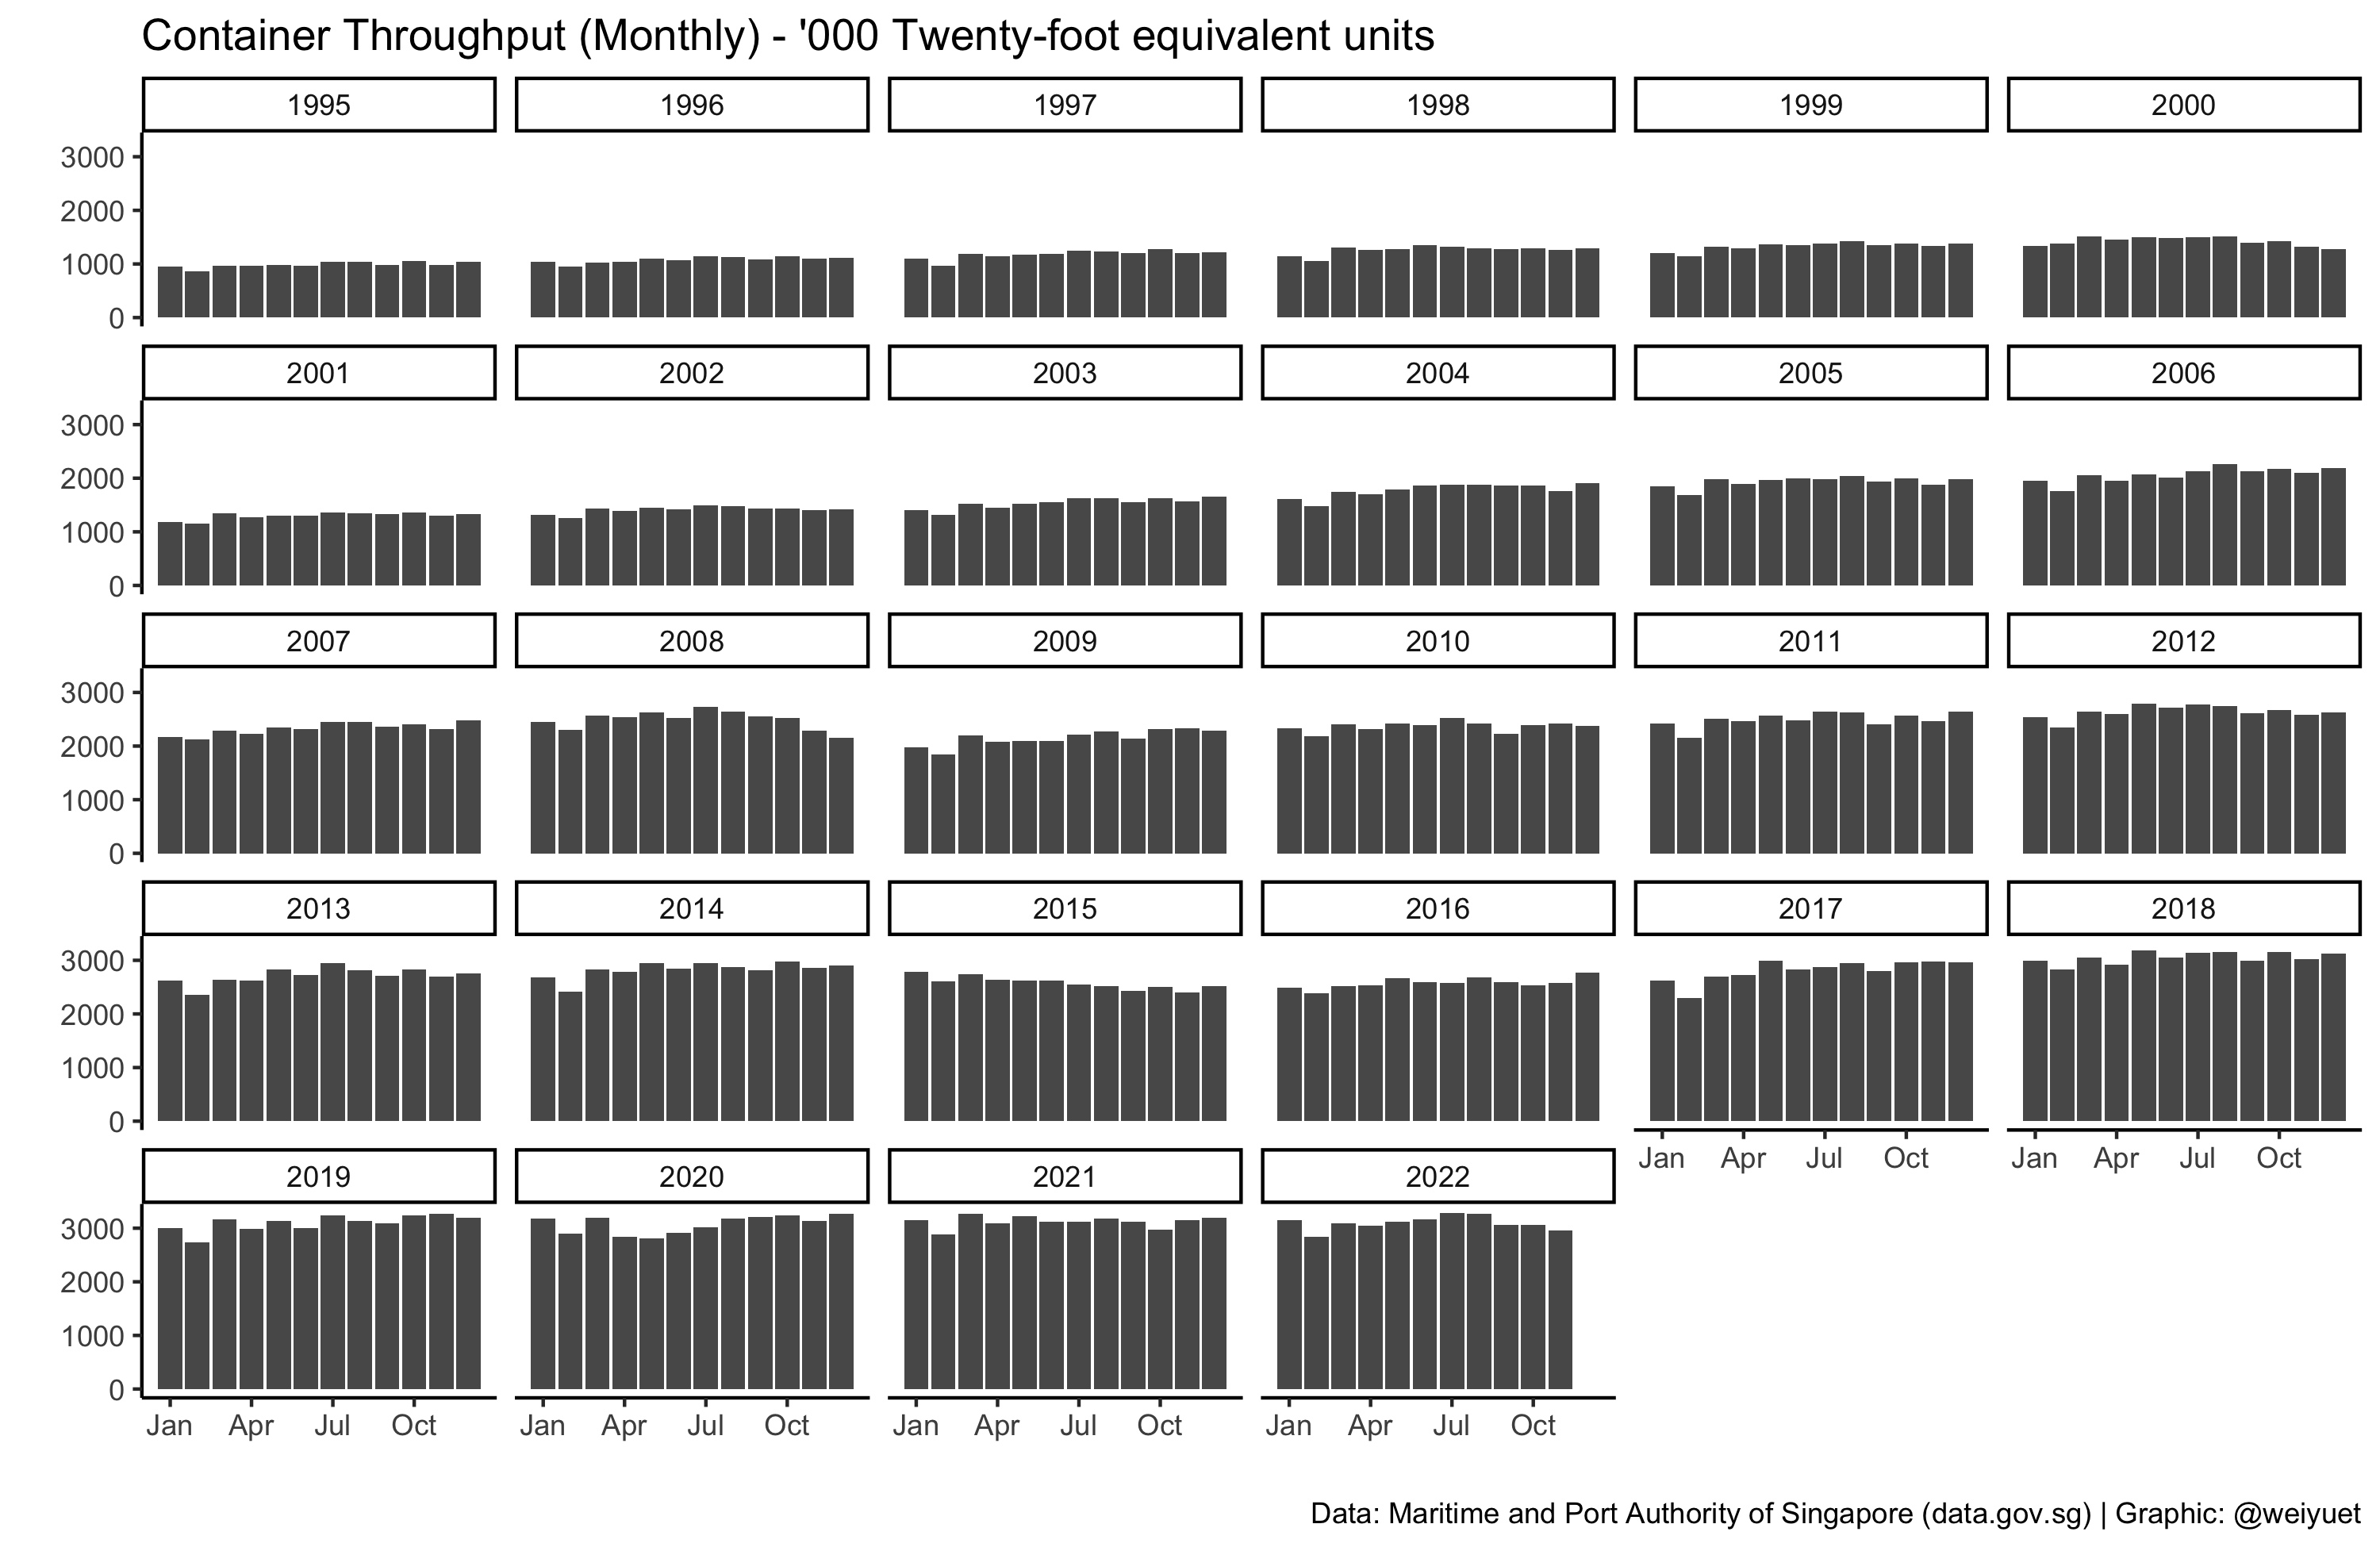 Container Throughput (Monthly) - '000 Twenty-foot equivalent units
1995 1996 1997 1998 1999 2000
3000
2000
1000
0
2001 2002 2003 2004 2005 2006
3000
2000
1000
0
2007 2008 2009 2010 2011 2012
3000
2000
1000
0
2013 2014 2015 2016 2017 2018
3000
2000
1000
0
Jan Apr Jul Oct Jan Apr Jul Oct
2019 2020 2021 2022
3000
2000
1000
0
Jan Apr Jul Oct Jan Apr Jul Oct Jan Apr Jul Oct Jan Apr Jul Oct
Data: Maritime and Port Authority of Singapore (data.gov.sg) | Graphic: @weiyuet